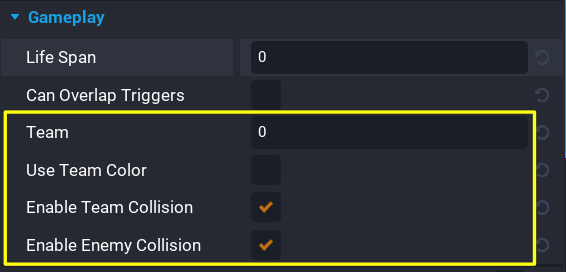 Gameplay
Life Span 0
Can Overlap Triggers
Team 0
Use Team Color
Enable Team Collision
Enable Enemy Collision